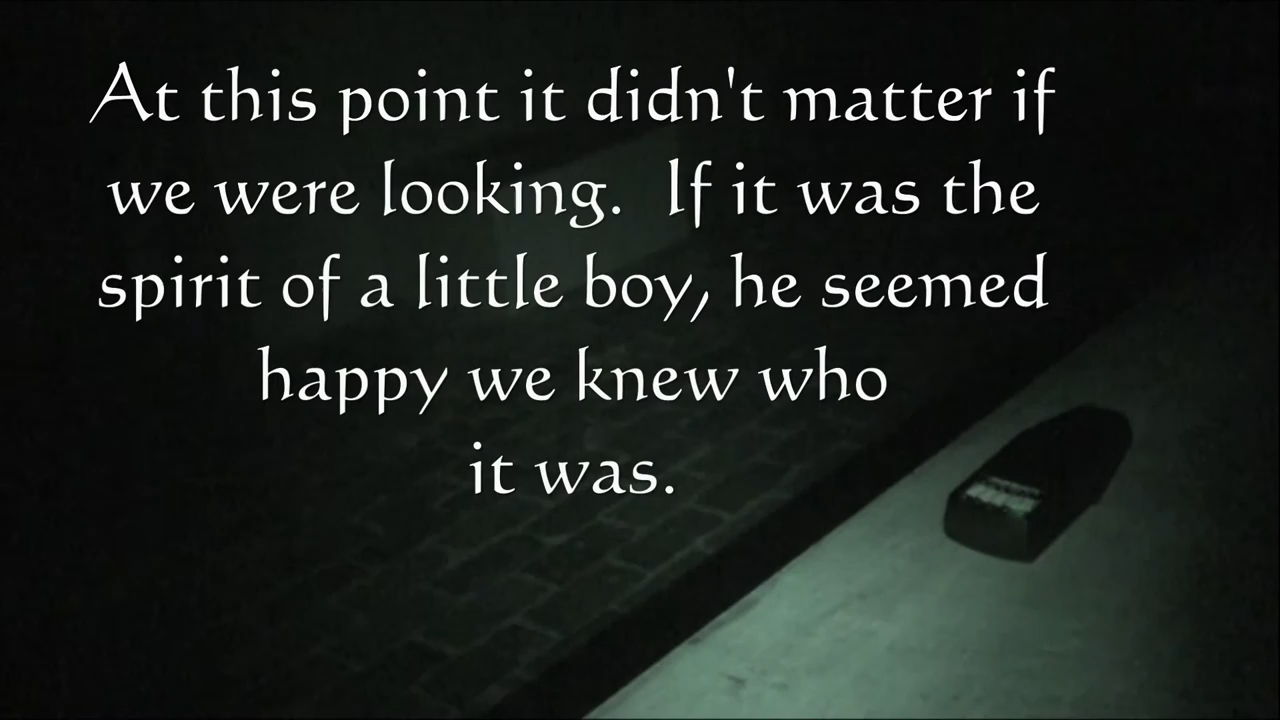 At this point it didn't matter if
we were looking.  If it was the
spirit of a little boy, he seemed
happy we knew who
it was.